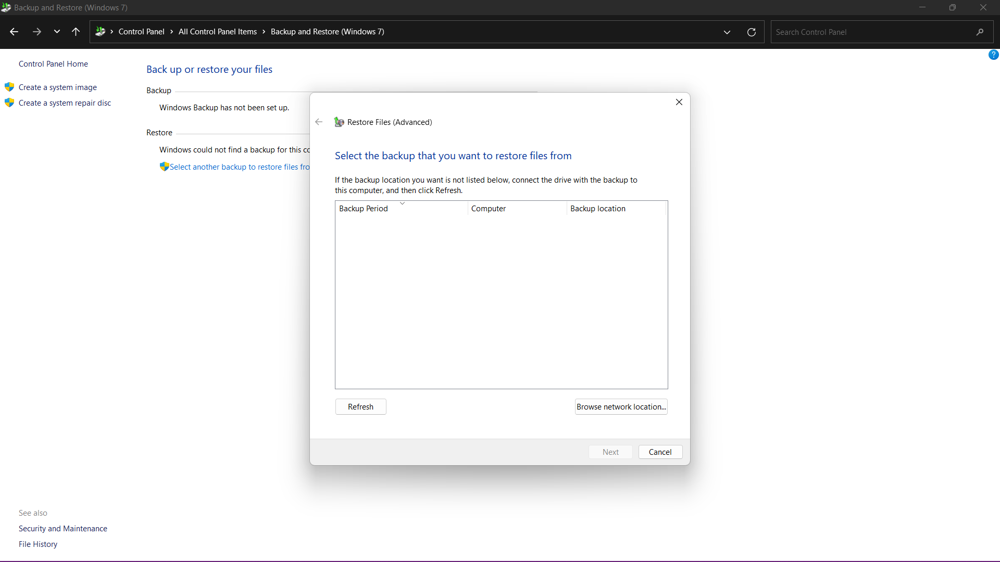 Backup and Restore (Windows 7)
Control Panel
All Control Panel Items
Backup and Restore (Windows 7)
Search Control Panel
?
Control Panel Home
Create a system image
Create a system repair disc
Back up or restore your files
Backup
Windows Backup has not been set up.
Restore
Windows could not find a backup for this co
Select another backup to restore files fro
Restore Files (Advanced)
Select the backup that you want to restore files from
If the backup location you want is not listed below, connect the drive with the backup to
this computer, and then click Refresh.
Backup Period
Computer
Backup location
Refresh
Browse network location...
Next
Cancel
See also
Security and Maintenance
File History